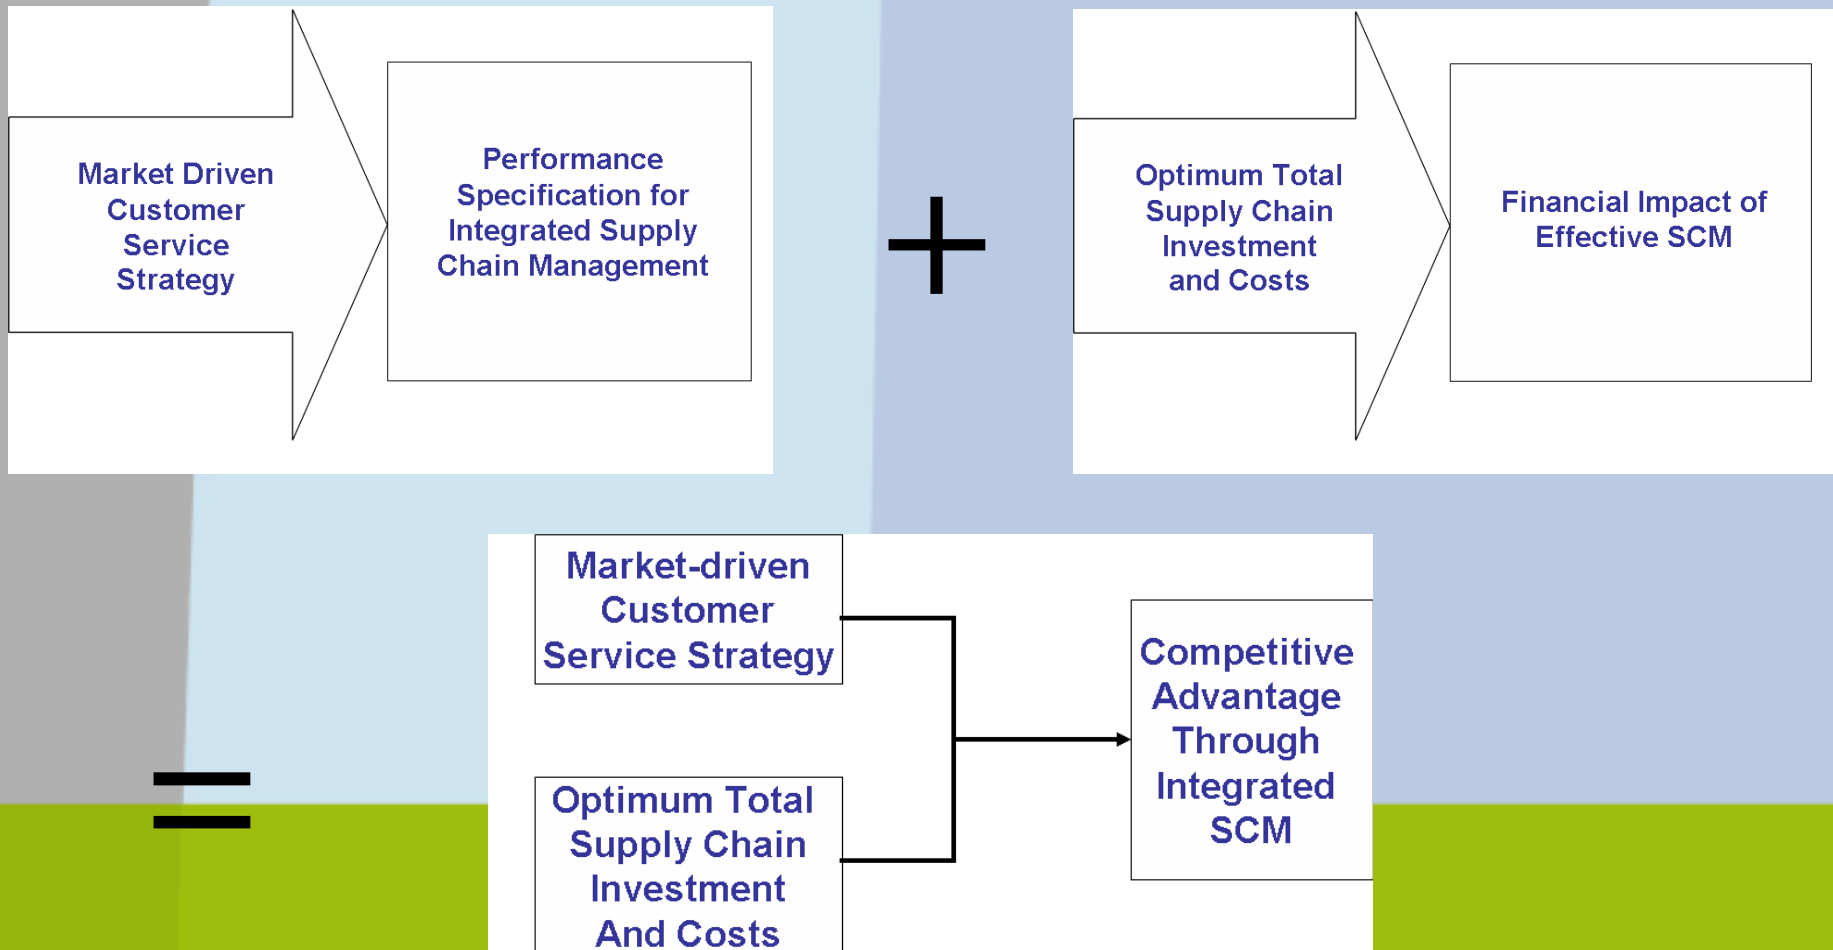 Market Driven
Customer
Service
Strategy
Performance
Specification for
Integrated Supply
Chain Management
+
Optimum Total
Supply Chain
Investment
and Costs
Financial Impact of
Effective SCM
=
Market-driven
Customer
Service Strategy
Optimum Total
Supply Chain
Investment
And Costs
Competitive
Advantage
Through
Integrated
SCM